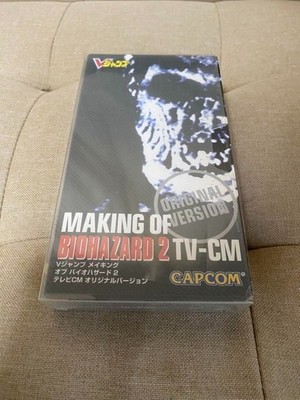 Vジャンプ
ORIGINAL
VERSION
MAKING OF
BIOHAZARD 2 TV-CM
Vジャンプ メイキング
オブ バイオハザード2
テレビCM オリジナルバージョン
CAPCOM